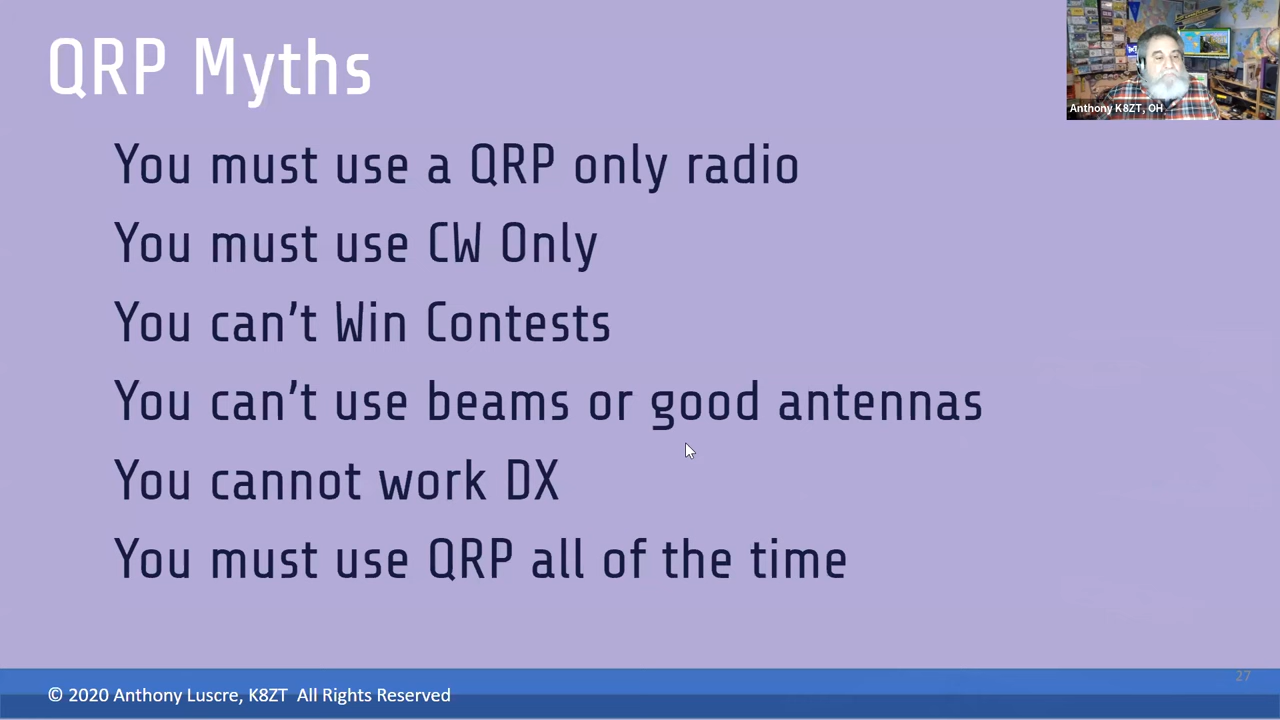 QRP Myths
Anthony K8ZT, OH
You must use a QRP only radio
You must use CW Only
You can’t Win Contests
You can’t use beams or good antennas
You cannot work DX
You must use QRP all of the time
27
© 2020 Anthony Luscre, K8ZT  All Rights Reserved